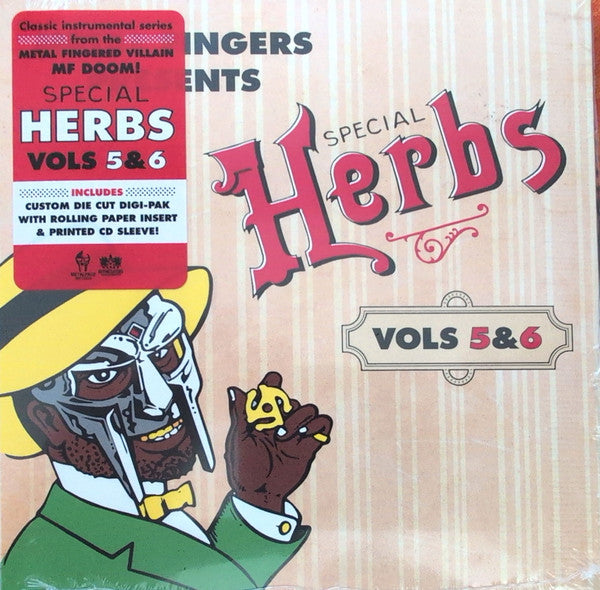 Classic instrumental series
from the
METAL FINGERED VILLAIN
MF DOOM!
SPECIAL
HERBS
VOLS 5&6
INCLUDES
CUSTOM DIE CUT DIGI-PAK
WITH ROLLING PAPER INSERT
& PRINTED CD SLEEVE!
INGERS
ENTS
SPECIAL
Herbs
VOLS 5&6